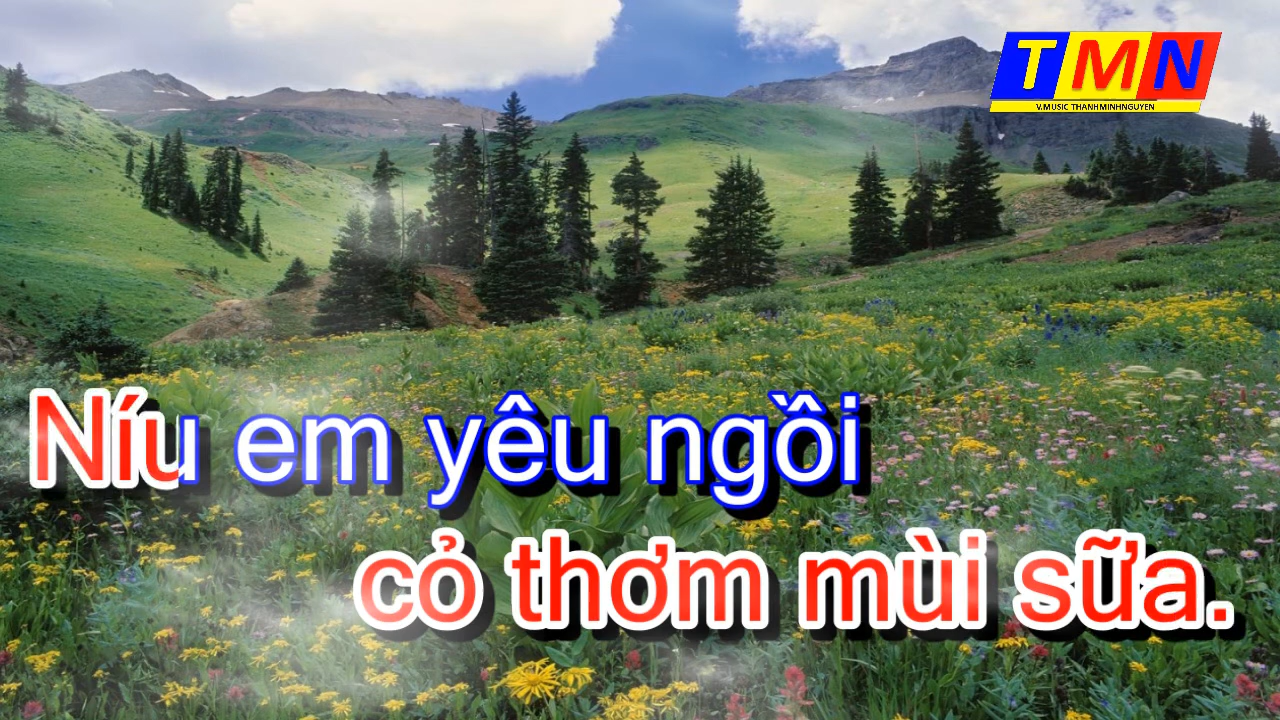 TMN
V.MUSIC THANHMINHNGUYEN
Níu em yêu ngồi
cỏ thơm mùi sữa.